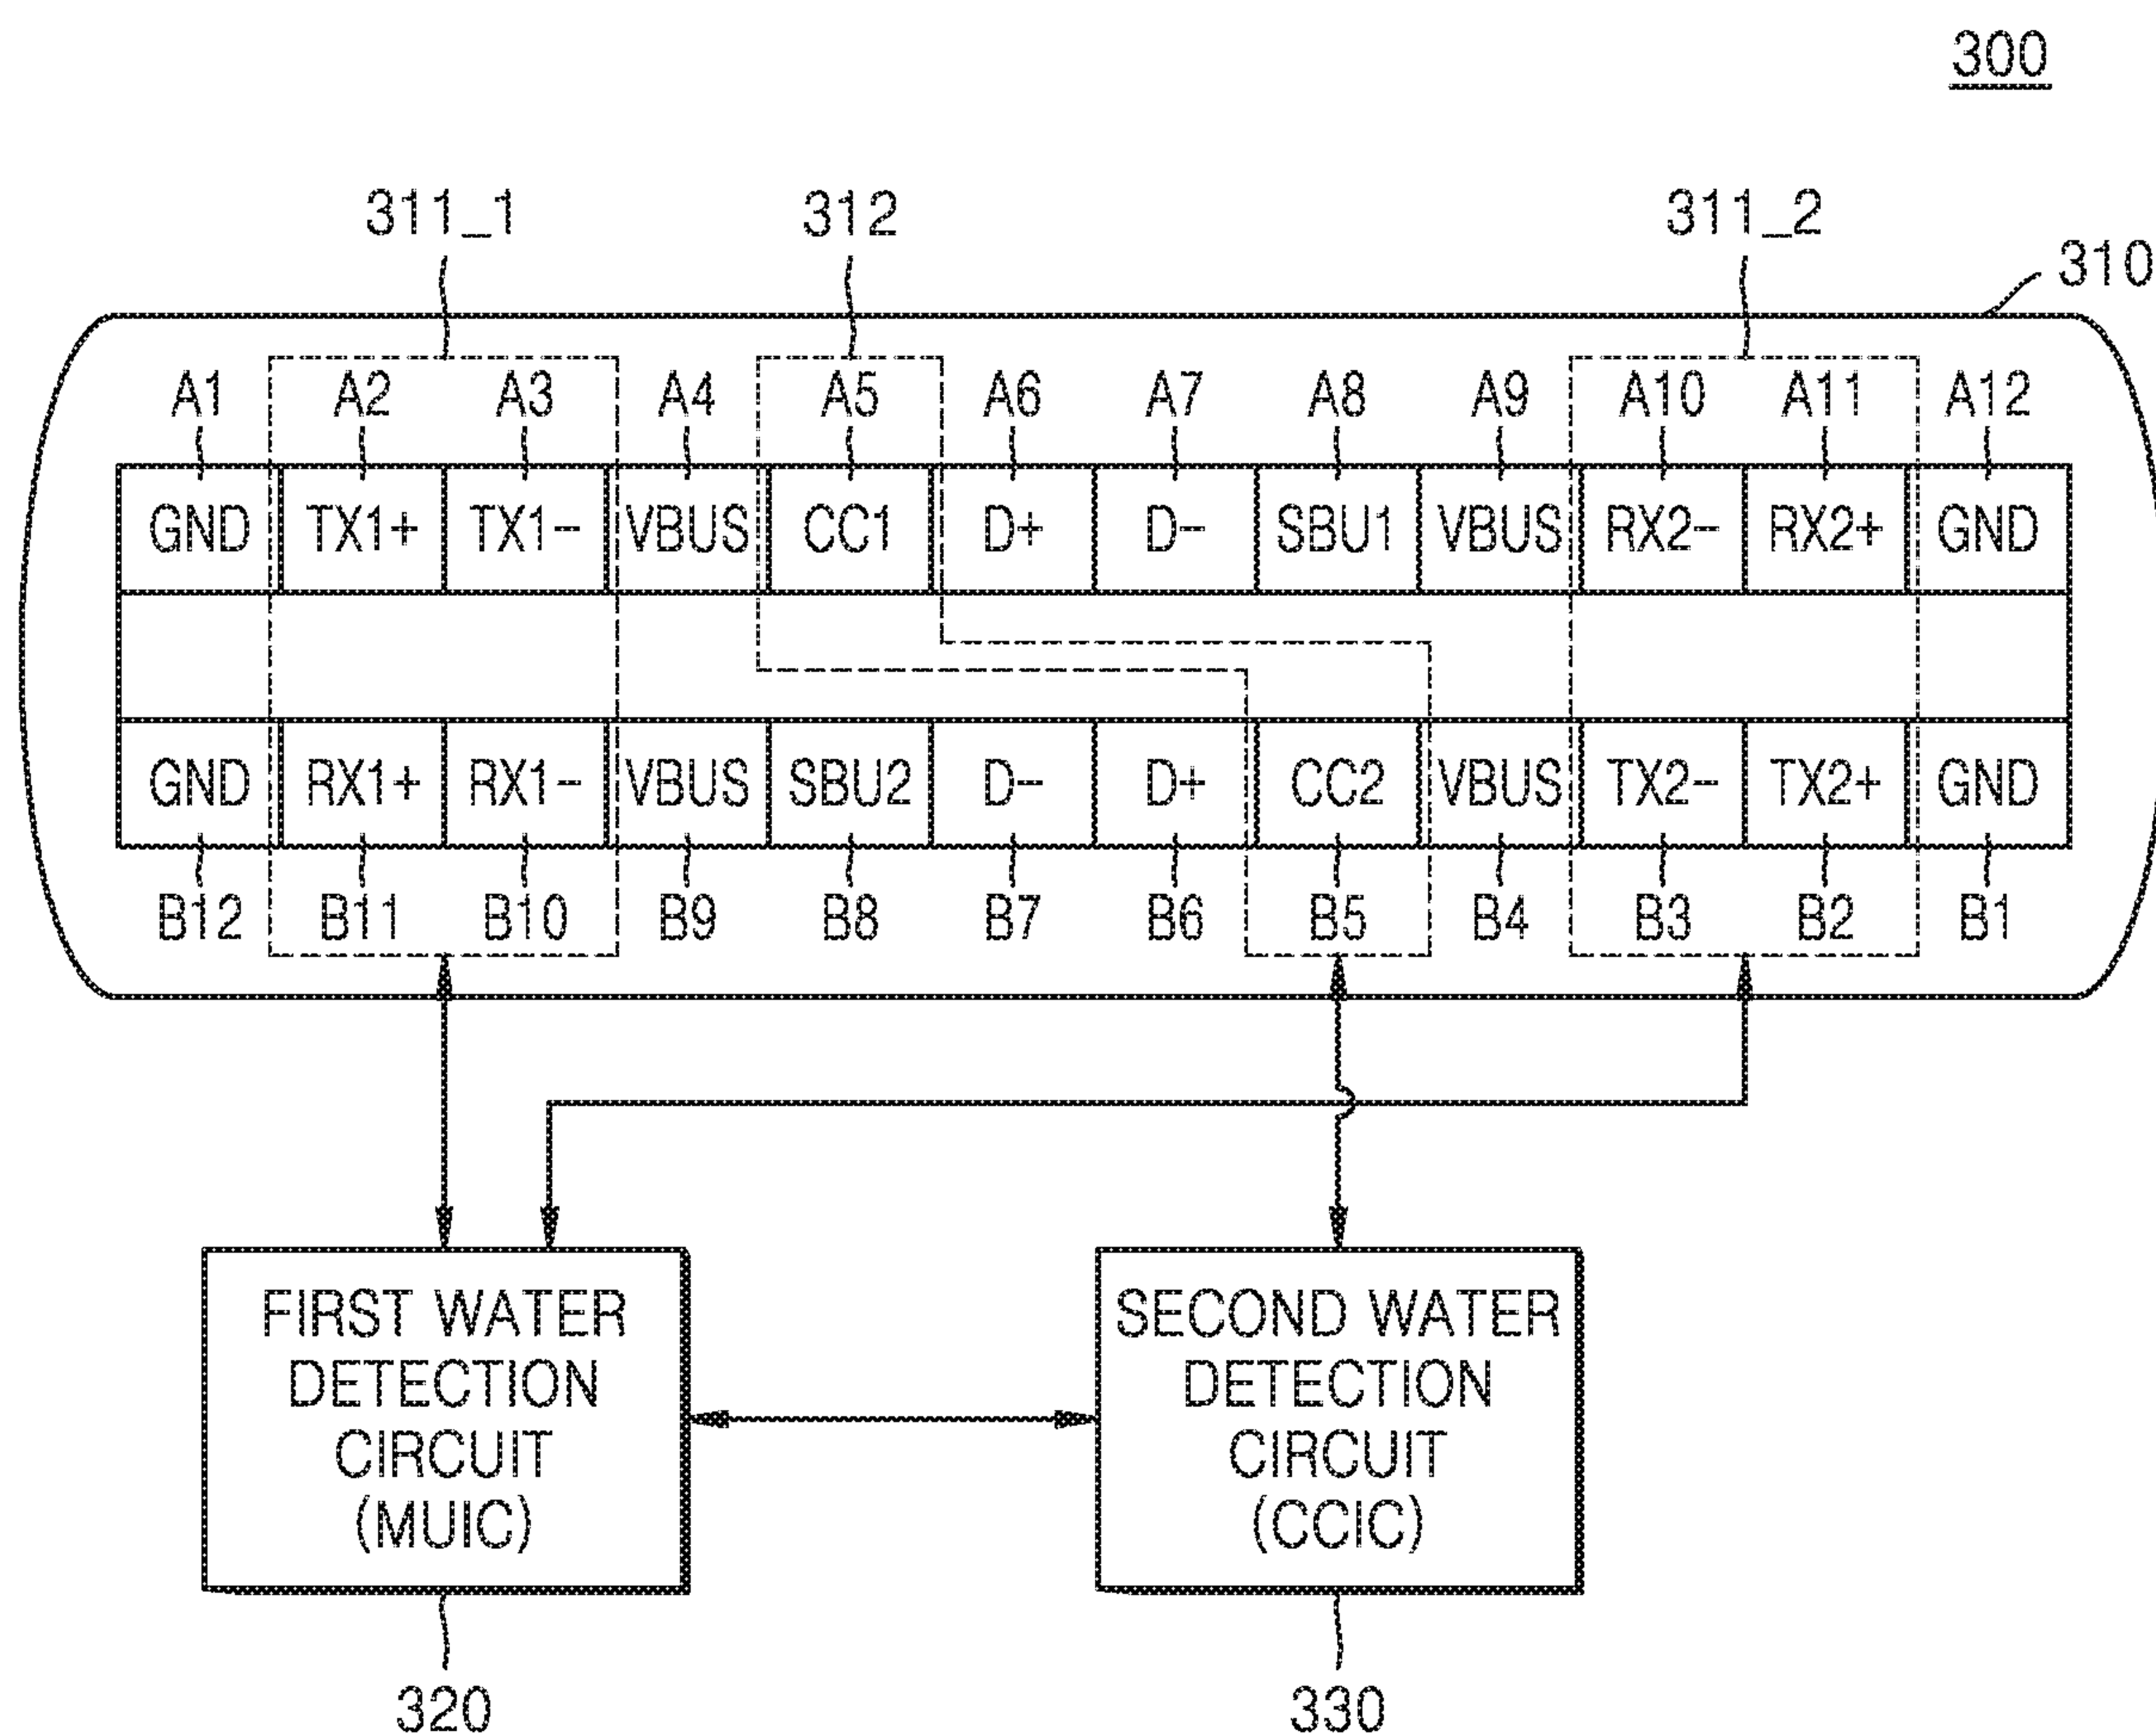 300
311_1 312 311_2
310
A1 A2 A3 A4 A5 A6 A7 A8 A9 A10 A11 A12
GND TX1+ TX1- VBUS CC1 D+ D- SBU1 VBUS RX2- RX2+ GND
GND RX1+ RX1- VBUS SBU2 D- D+ CC2 VBUS TX2- TX2+ GND
B12 B11 B10 B9 B8 B7 B6 B5 B4 B3 B2 B1
FIRST WATER
DETECTION
CIRCUIT
(MUIC)
SECOND WATER
DETECTION
CIRCUIT
(CCIC)
320 330